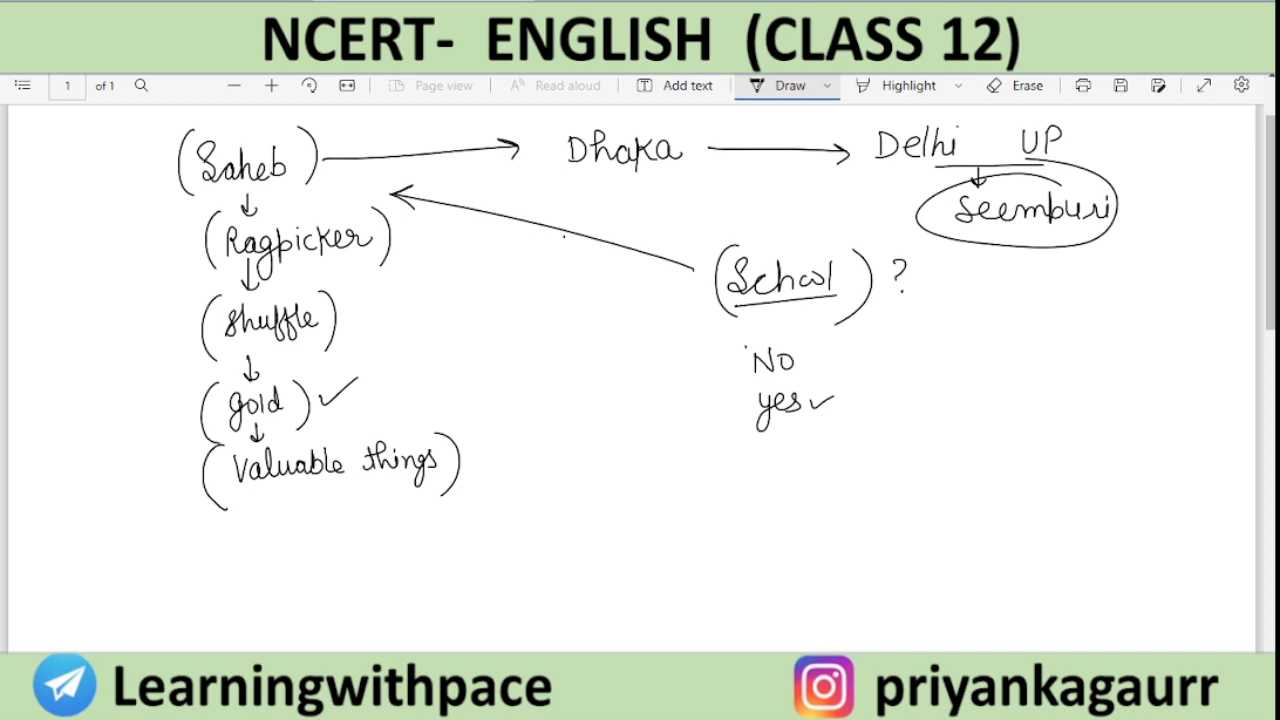 NCERT- ENGLISH (CLASS 12)
1 of 1 Page view Read aloud Add text Draw Highlight Erase
(Saheb) Dhaka Delhi UP
Seempuri
(Ragpicker)
(School) ?
(shuffle)
No
(gold)
yes
(Valuable things)
Learningwithpace priyankagaurr